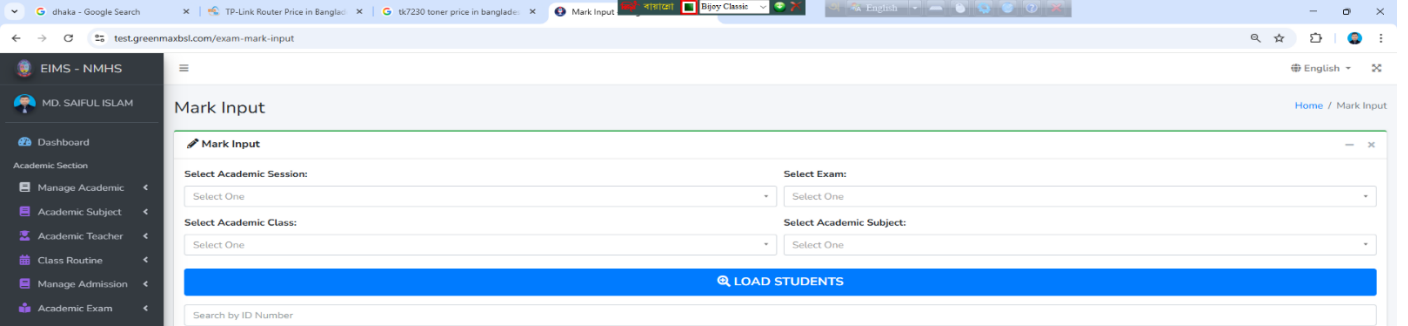 dhaka - Google Search
TP-Link Router Price in Banglad
tk7230 toner price in banglades
Mark Input
Bijoy Classic
English
test.greenmaxbsl.com/exam-mark-input
EIMS - NMHS
English
MD. SAIFUL ISLAM
Mark Input
Home / Mark Input
Dashboard
Mark Input
Academic Section
Select Academic Session:
Select Exam:
Manage Academic
Select One
Select One
Academic Subject
Select Academic Class:
Select Academic Subject:
Academic Teacher
Select One
Select One
Class Routine
Manage Admission
LOAD STUDENTS
Academic Exam
Search by ID Number